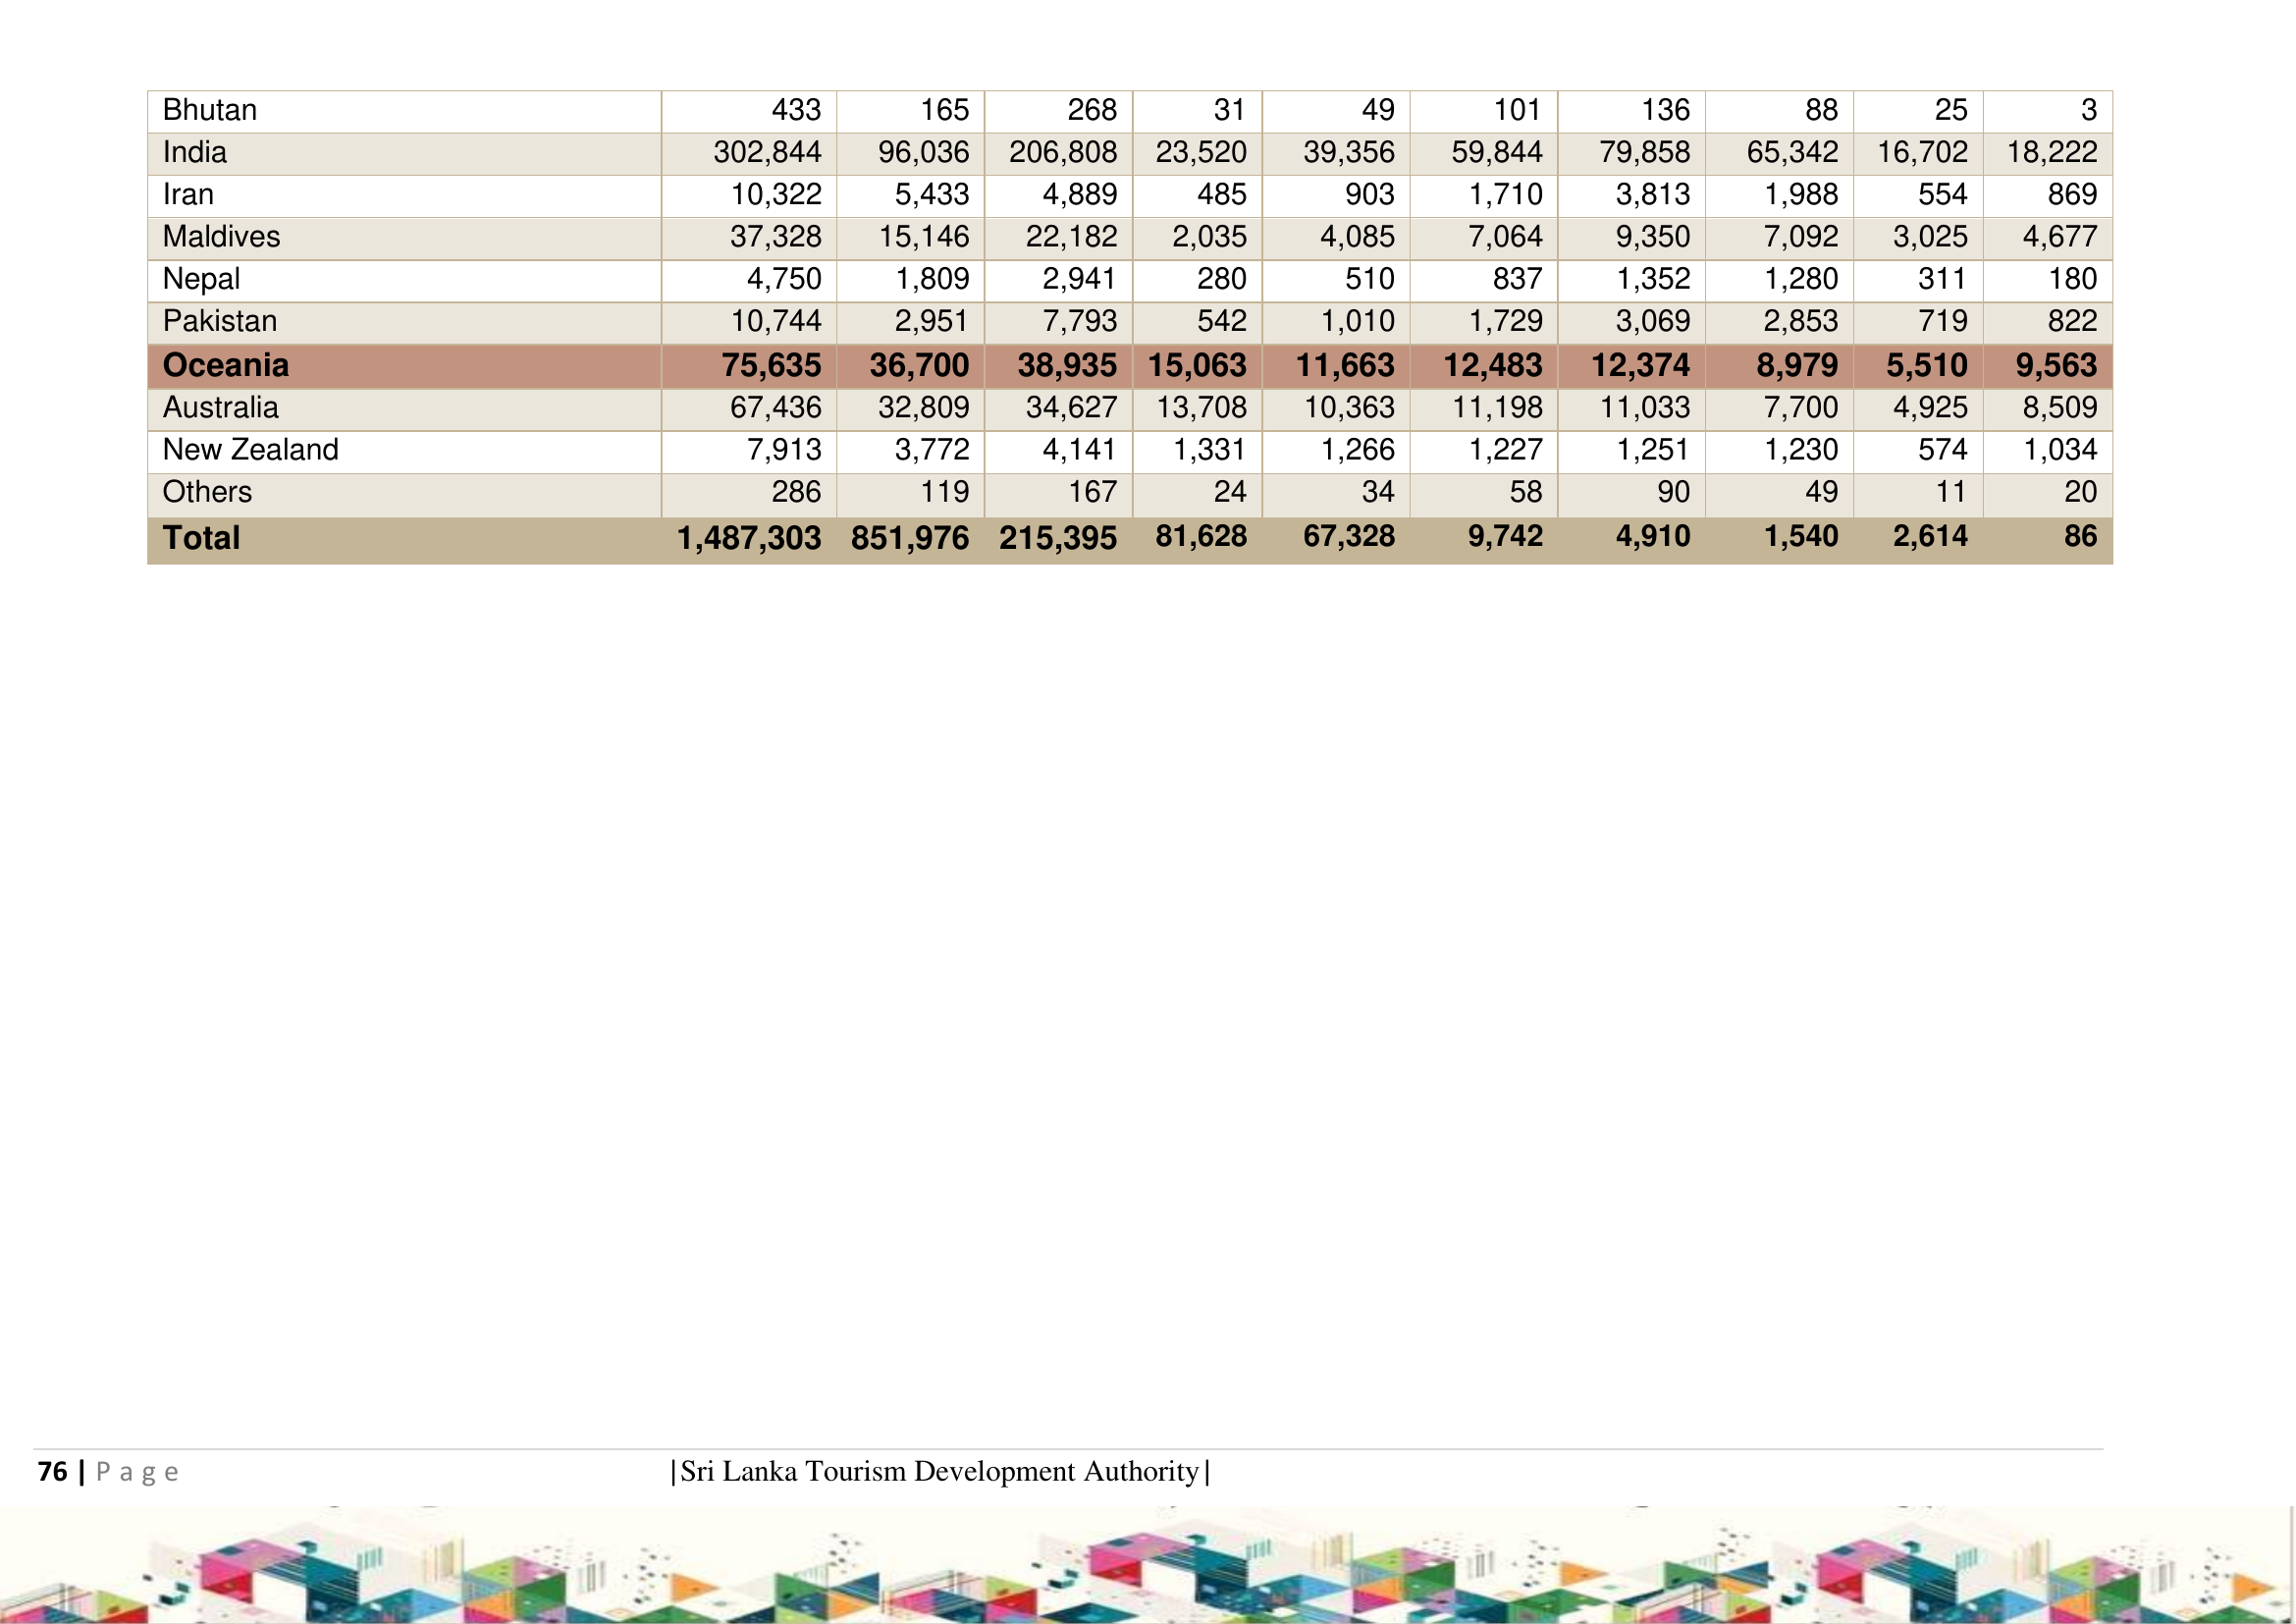 Bhutan 433 165 268 31 49 101 136 88 25 3
India 302,844 96,036 206,808 23,520 39,356 59,844 79,858 65,342 16,702 18,222
Iran 10,322 5,433 4,889 485 903 1,710 3,813 1,988 554 869
Maldives 37,328 15,146 22,182 2,035 4,085 7,064 9,350 7,092 3,025 4,677
Nepal 4,750 1,809 2,941 280 510 837 1,352 1,280 311 180
Pakistan 10,744 2,951 7,793 542 1,010 1,729 3,069 2,853 719 822
Oceania 75,635 36,700 38,935 15,063 11,663 12,483 12,374 8,979 5,510 9,563
Australia 67,436 32,809 34,627 13,708 10,363 11,198 11,033 7,700 4,925 8,509
New Zealand 7,913 3,772 4,141 1,331 1,266 1,227 1,251 1,230 574 1,034
Others 286 119 167 24 34 58 90 49 11 20
Total 1,487,303 851,976 215,395 81,628 67,328 9,742 4,910 1,540 2,614 86
76 | Page |Sri Lanka Tourism Development Authority|